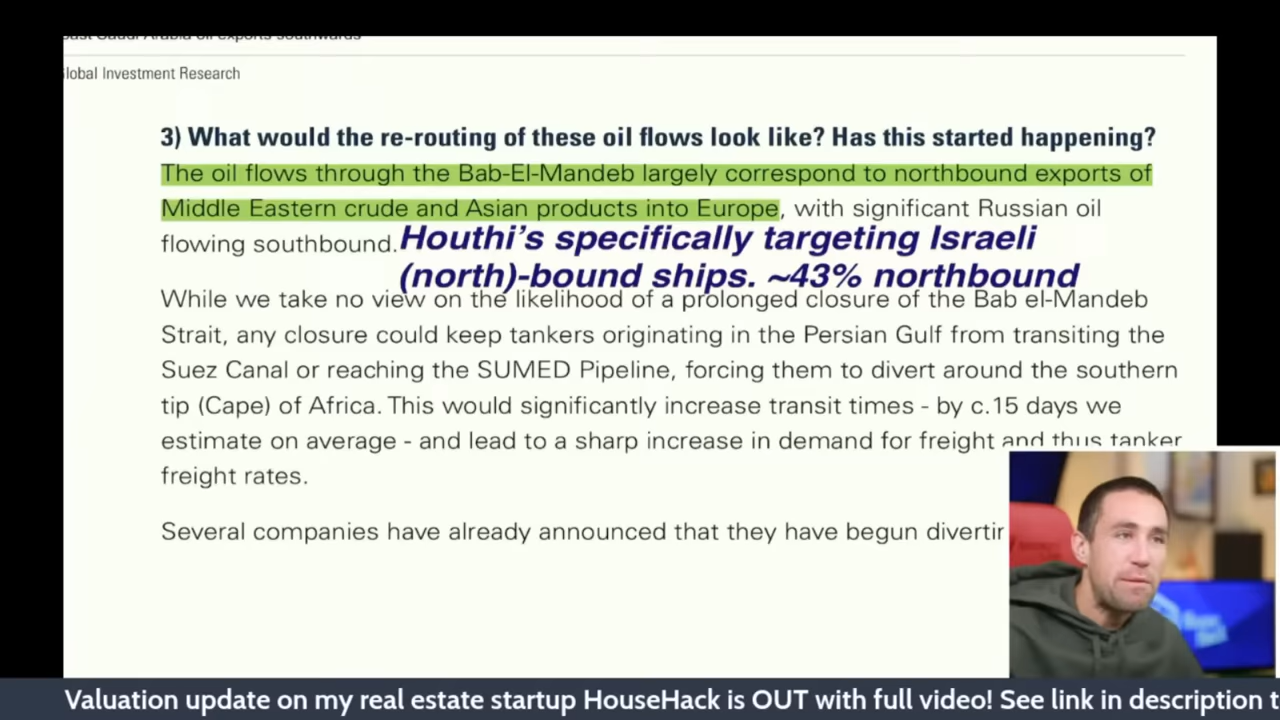 East Saudi Arabia oil exports southwards
Global Investment Research
3) What would the re-routing of these oil flows look like? Has this started happening?
The oil flows through the Bab-El-Mandeb largely correspond to northbound exports of
Middle Eastern crude and Asian products into Europe, with significant Russian oil
flowing southbound.
Houthi’s specifically targeting Israeli
(north)-bound ships. ~43% northbound
While we take no view on the likelihood of a prolonged closure of the Bab el-Mandeb
Strait, any closure could keep tankers originating in the Persian Gulf from transiting the
Suez Canal or reaching the SUMED Pipeline, forcing them to divert around the southern
tip (Cape) of Africa. This would significantly increase transit times - by c.15 days we
estimate on average - and lead to a sharp increase in demand for freight and thus tanker
freight rates.
Several companies have already announced that they have begun divertin
Valuation update on my real estate startup HouseHack is OUT with full video! See link in description t